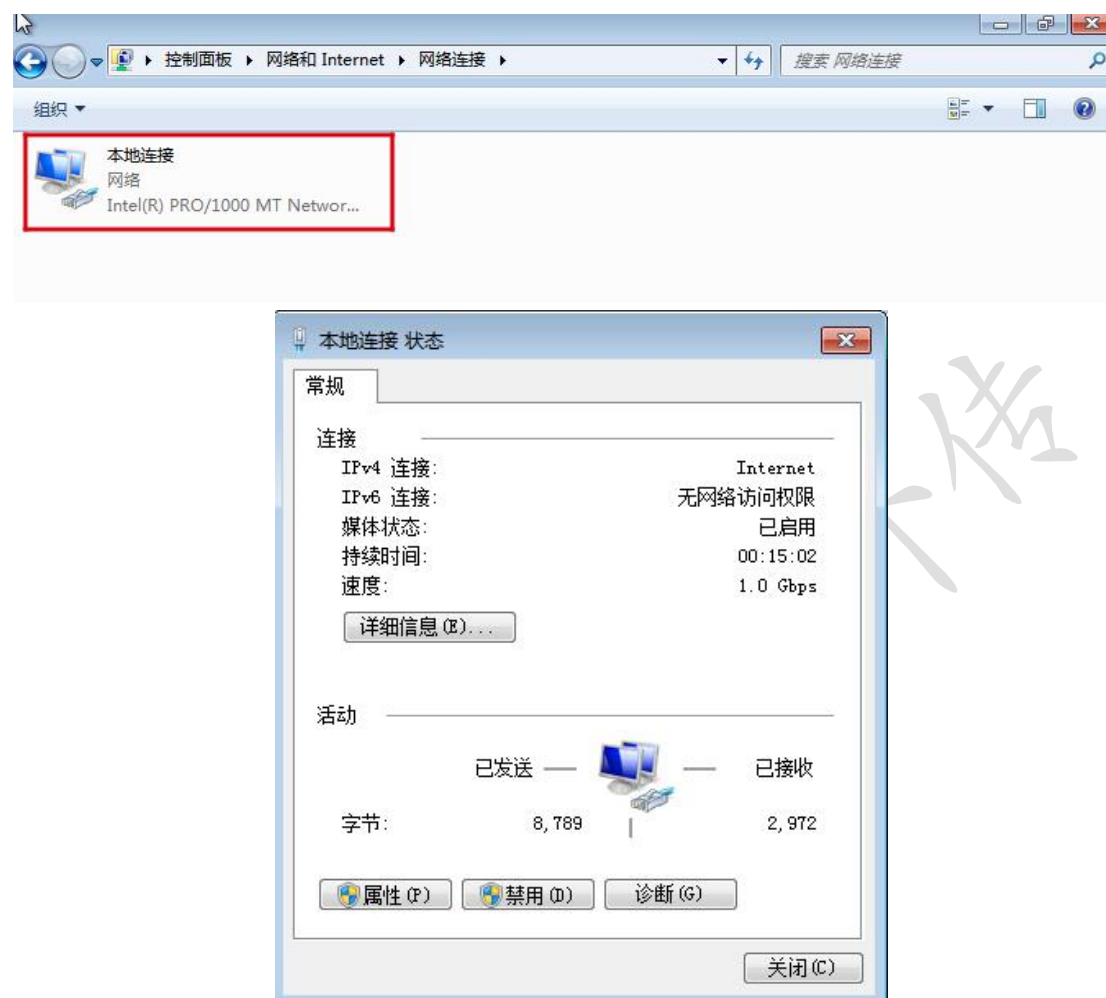 控制面板 网络和 Internet 网络连接 搜索 网络连接
组织
本地连接
网络
Intel(R) PRO/1000 MT Networ...
本地连接 状态
常规
连接
IPv4 连接: Internet
IPv6 连接: 无网络访问权限
媒体状态: 已启用
持续时间: 00:15:02
速度: 1.0 Gbps
详细信息(E)...
活动
已发送 — — 已接收
字节: 8,789 2,972
属性(P) 禁用(D) 诊断(G)
关闭(C)
传